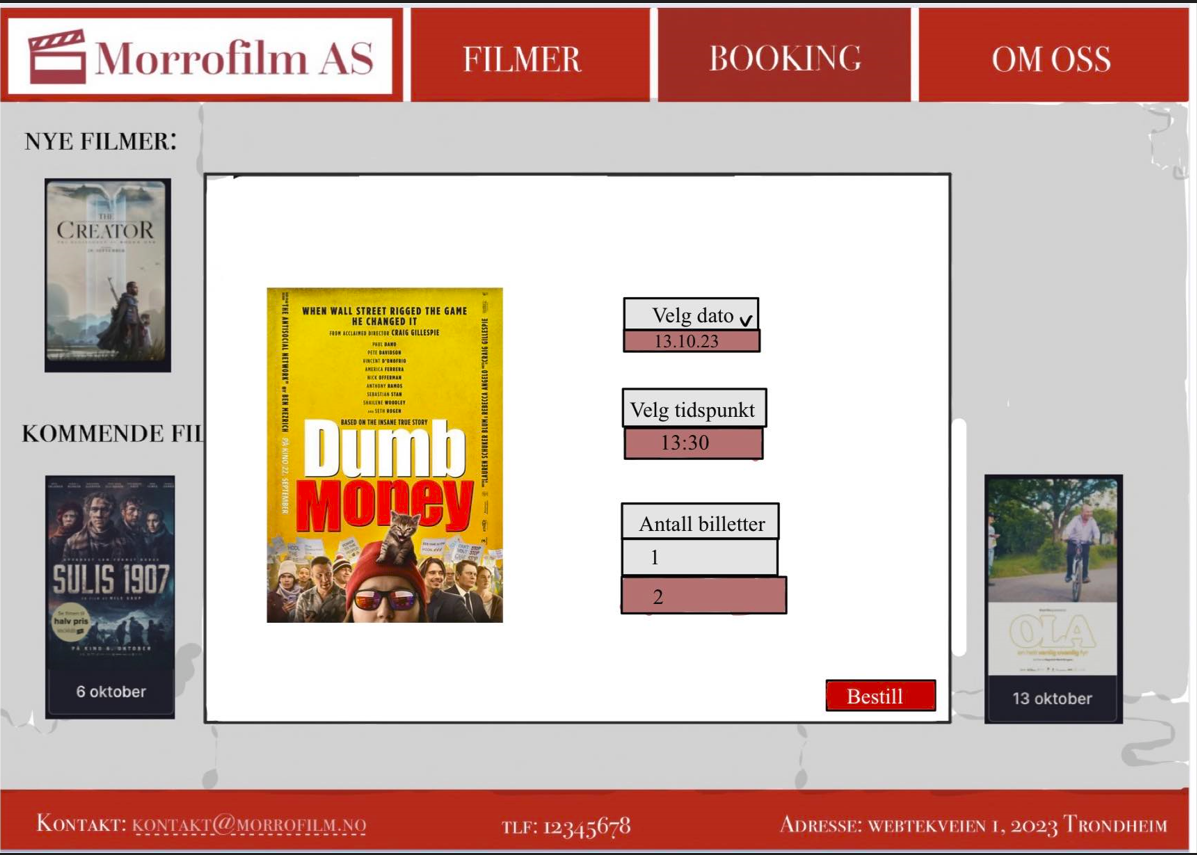 Morrofilm AS
FILMER
BOOKING
OM OSS
NYE FILMER:
THE
CREATOR
WHEN WALL STREET RIGGED THE GAME
HE CHANGED IT
FROM ACCLAIMED DIRECTOR CRAIG GILLESPIE
PAUL DANO
PETE DAVIDSON
VINCENT D'ONOFRIO
AMERICA FERRERA
NICK OFFERMAN
ANTHONY RAMOS
SEBASTIAN STAN
SHAILENE WOODLEY
AND SETH ROGEN
BASED ON THE INSANE TRUE STORY
Dumb
Money
PÅ KINO 22. SEPTEMBER
Velg dato
13.10.23
Velg tidspunkt
13:30
Antall billetter
1
2
Bestill
KOMMENDE FIL
SULIS 1907
halv pris
PÅ KINO 6. OKTOBER
6 oktober
OLA
13 oktober
KONTAKT: KONTAKT@MORROFILM.NO
TLF: 12345678
ADRESSE: WEBTEKVEIEN 1, 2023 TRONDHEIM